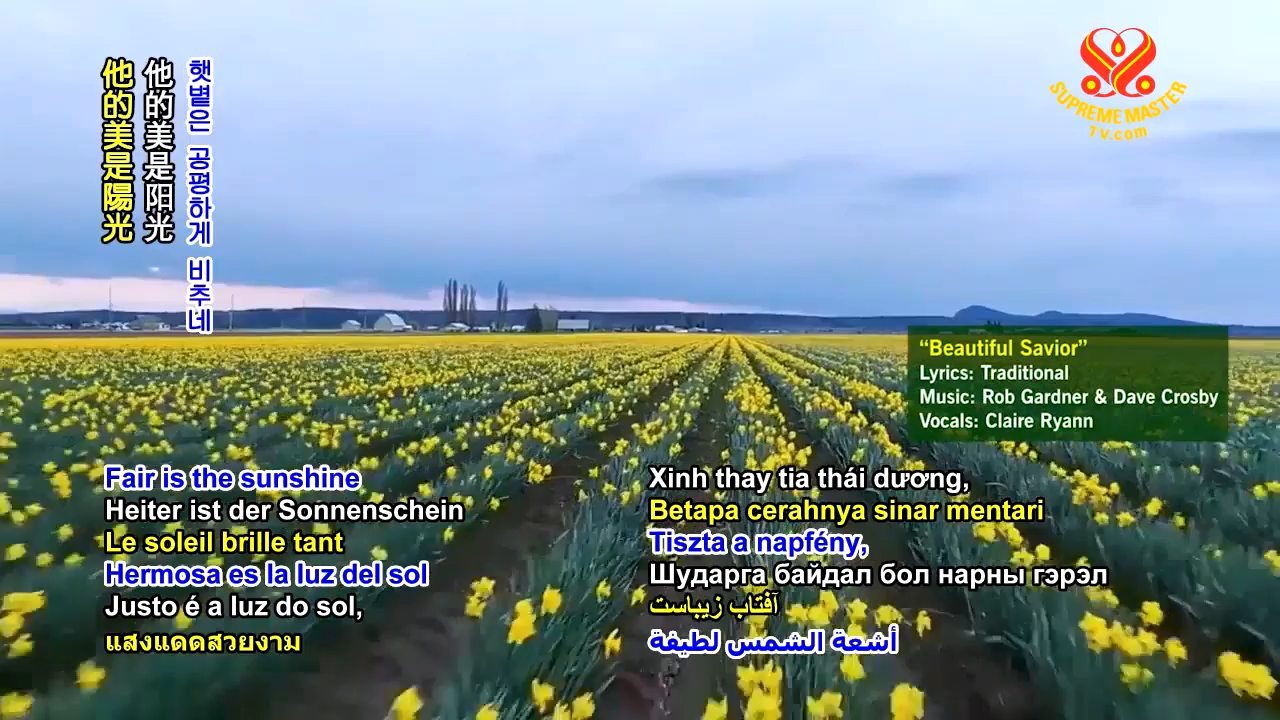 他的美是陽光
他的美是阳光
햇볕은 공평하게 비추네
SUPREME MASTER
TV.com
“Beautiful Savior”
Lyrics: Traditional
Music: Rob Gardner & Dave Crosby
Vocals: Claire Ryann
Fair is the sunshine
Heiter ist der Sonnenschein
Le soleil brille tant
Hermosa es la luz del sol
Justo é a luz do sol,
แสงแดดสวยงาม
Xinh thay tia thái dương,
Betapa cerahnya sinar mentari
Tiszta a napfény,
Шударга байдал бол нарны гэрэл
آفتاب زیباست
أشعة الشمس لطيفة